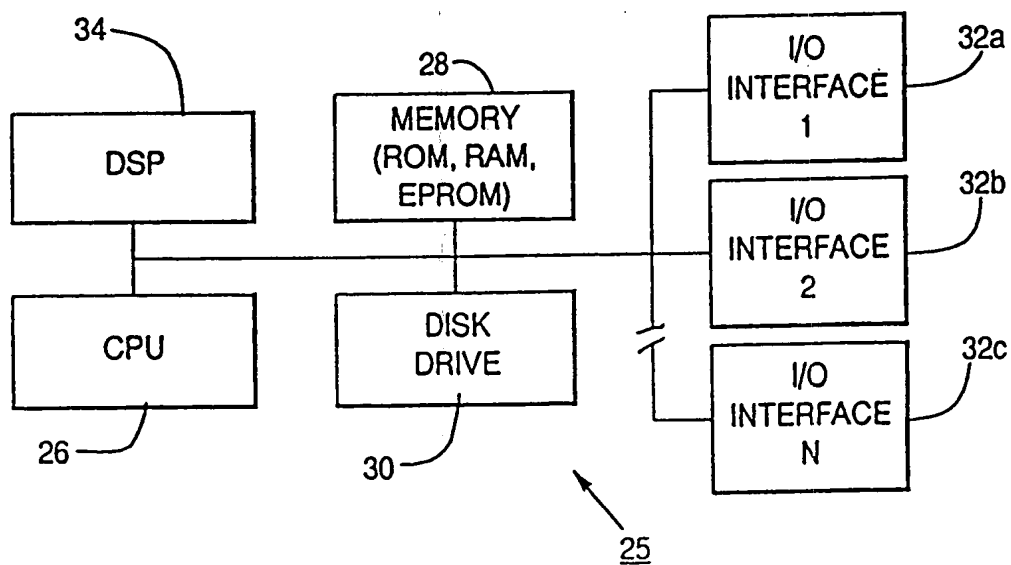 34
DSP
28
MEMORY
(ROM, RAM,
EPROM)
I/O
INTERFACE
1
32a
I/O
INTERFACE
2
32b
CPU
26
DISK
DRIVE
30
I/O
INTERFACE
N
32c
25